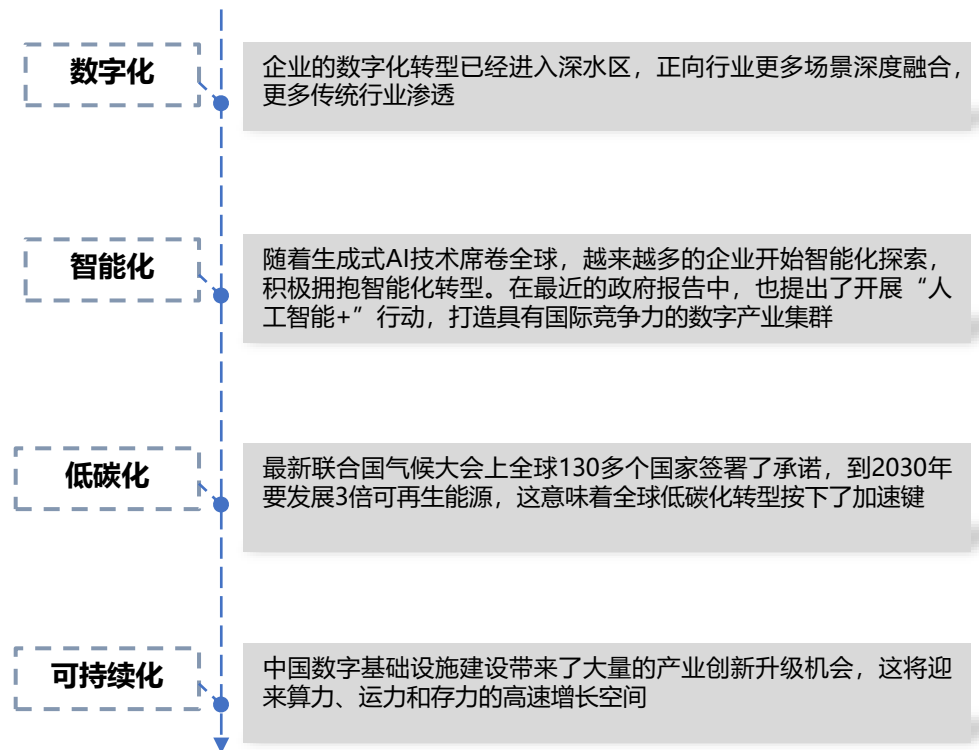 数字化
企业的数字化转型已经进入深水区，正向行业更多场景深度融合，
更多传统行业渗透
智能化
随着生成式AI技术席卷全球，越来越多的企业开始智能化探索，
积极拥抱智能化转型。在最近的政府报告中，也提出了开展“人
工智能+”行动，打造具有国际竞争力的数字产业集群
低碳化
最新联合国气候大会上全球130多个国家签署了承诺，到2030年
要发展3倍可再生能源，这意味着全球低碳化转型按下了加速键
可持续化
中国数字基础设施建设带来了大量的产业创新升级机会，这将迎
来算力、运力和存力的高速增长空间